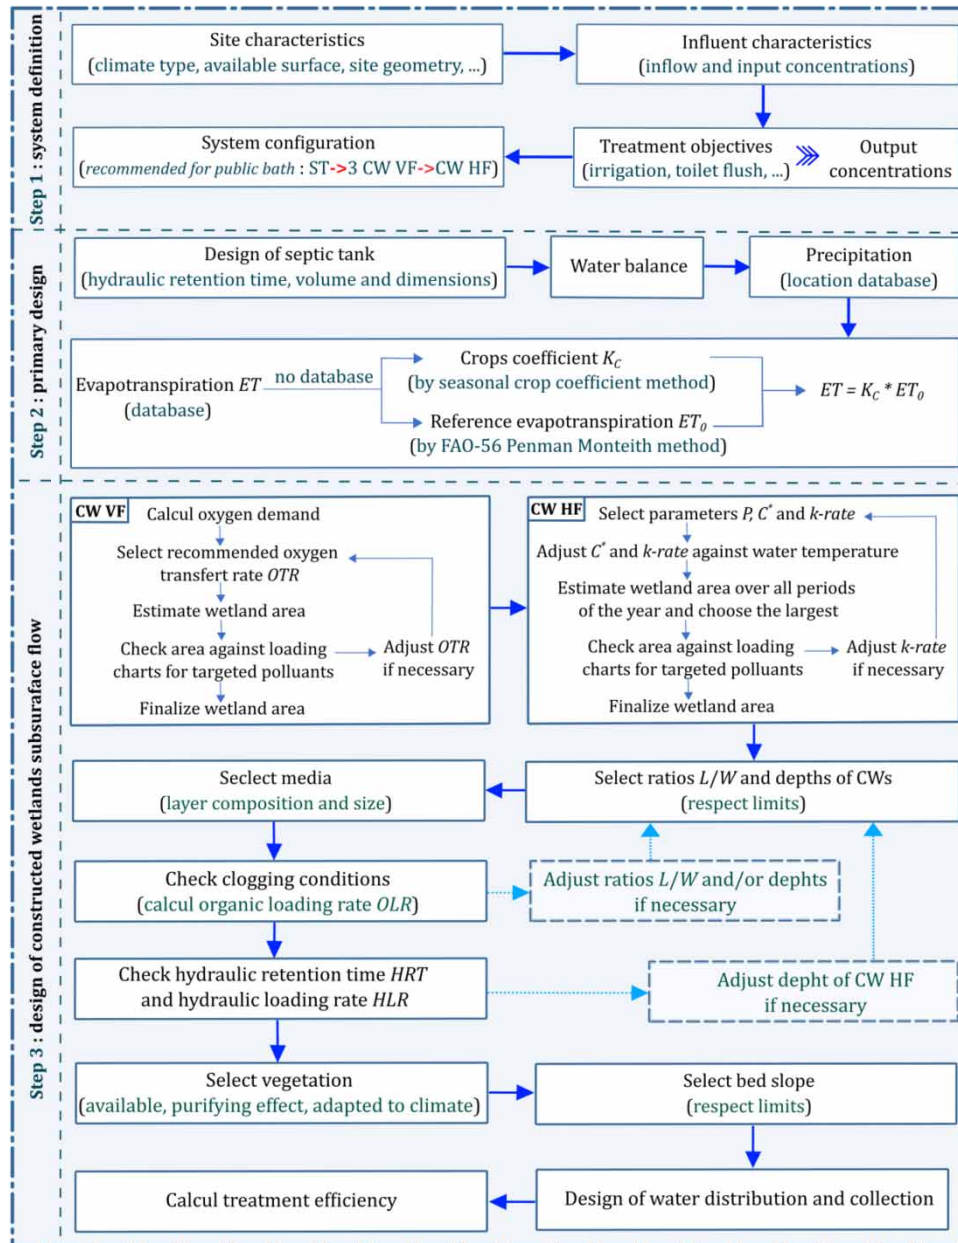 Step 1 : system definition
Site characteristics
(climate type, available surface, site geometry, ...)
Influent characteristics
(inflow and input concentrations)
System configuration
(recommended for public bath : ST->3 CW VF->CW HF)
Treatment objectives
(irrigation, toilet flush, ...)
Output
concentrations
Step 2 : primary design
Design of septic tank
(hydraulic retention time, volume and dimensions)
Water balance
Precipitation
(location database)
Evapotranspiration ET
(database)
no database
Crops coefficient K_C
(by seasonal crop coefficient method)
Reference evapotranspiration ET_0
(by FAO-56 Penman Monteith method)
ET = K_C * ET_0
Step 3 : design of constructed wetlands subsuraface flow
CW VF
Calcul oxygen demand
Select recommended oxygen
transfert rate OTR
Estimate wetland area
Check area against loading
charts for targeted polluants
Adjust OTR
if necessary
Finalize wetland area
CW HF
Select parameters P, C* and k-rate
Adjust C* and k-rate against water temperature
Estimate wetland area over all periods
of the year and choose the largest
Check area against loading
charts for targeted polluants
Adjust k-rate
if necessary
Finalize wetland area
Seclect media
(layer composition and size)
Select ratios L/W and depths of CWs
(respect limits)
Check clogging conditions
(calcul organic loading rate OLR)
Adjust ratios L/W and/or dephts
if necessary
Check hydraulic retention time HRT
and hydraulic loading rate HLR
Adjust depht of CW HF
if necessary
Select vegetation
(available, purifying effect, adapted to climate)
Select bed slope
(respect limits)
Calcul treatment efficiency
Design of water distribution and collection